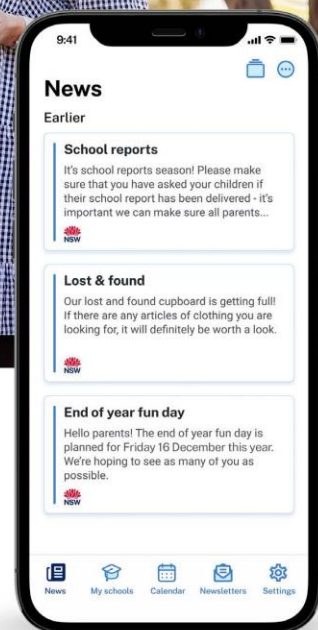 9:41
News
Earlier
School reports
It's school reports season! Please make
sure that you have asked your children if
their school report has been delivered - it's
important we can make sure all parents...
NSW
Lost & found
Our lost and found cupboard is getting full!
If there are any articles of clothing you are
looking for, it will definitely be worth a look.
NSW
End of year fun day
Hello parents! The end of year fun day is
planned for Friday 16 December this year.
We're hoping to see as many of you as
possible.
NSW
News My schools Calendar Newsletters Settings